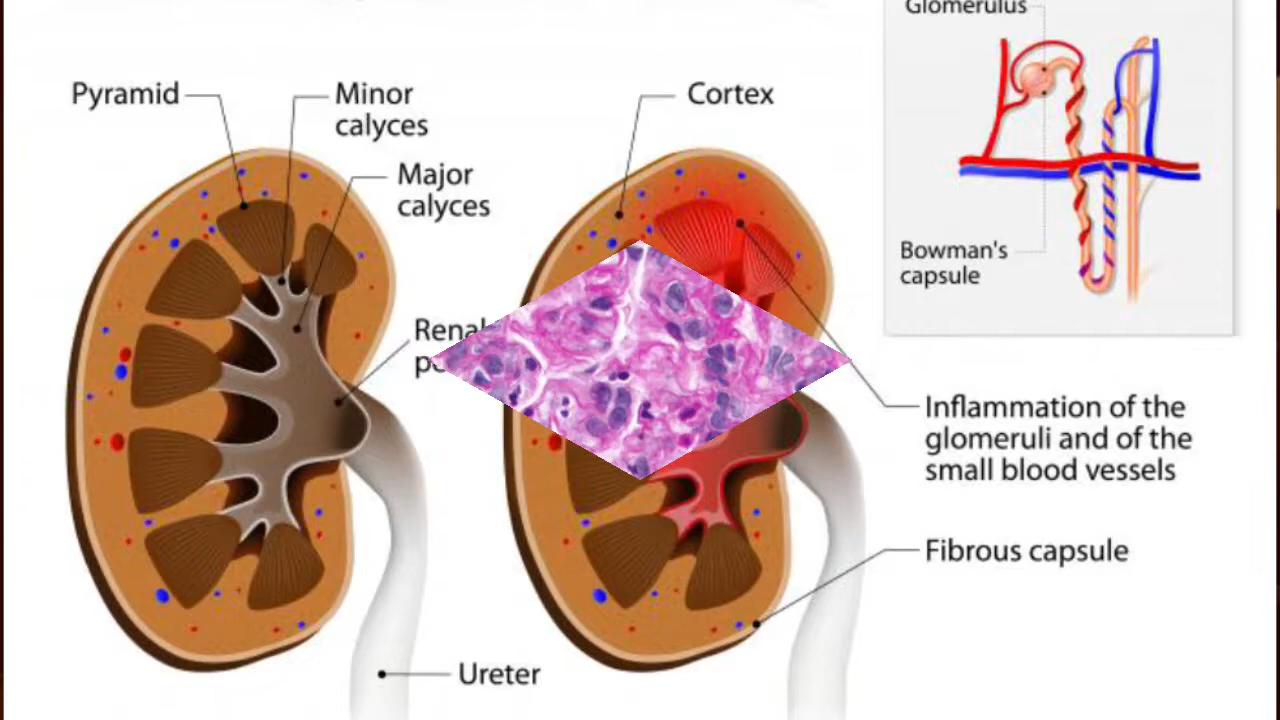 Glomerulus
Pyramid
Minor
calyces
Cortex
Major
calyces
Bowman's
capsule
Renal
Inflammation of the
glomeruli and of the
small blood vessels
Fibrous capsule
Ureter